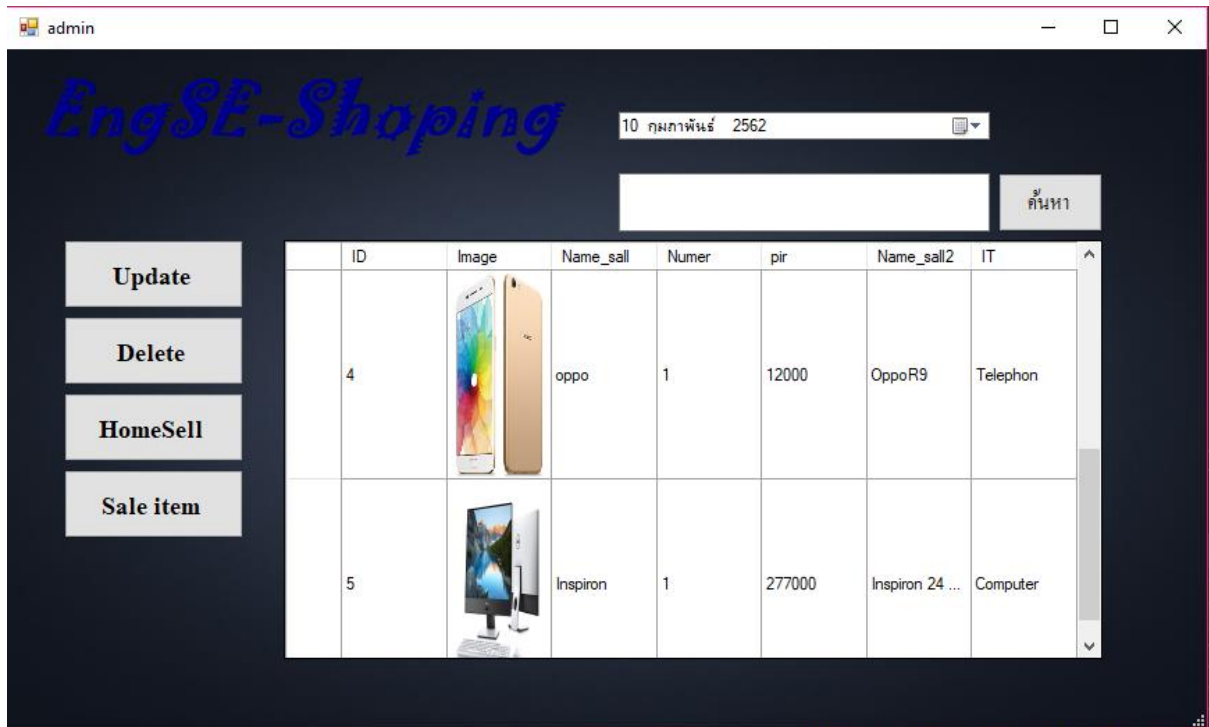 admin
EngSE-Shoping
10 กุมภาพันธ์ 2562
ค้นหา
Update
Delete
HomeSell
Sale item
ID Image Name_sall Numer pir Name_sall2 IT
4 oppo 1 12000 OppoR9 Telephon
5 Inspiron 1 277000 Inspiron 24 ... Computer